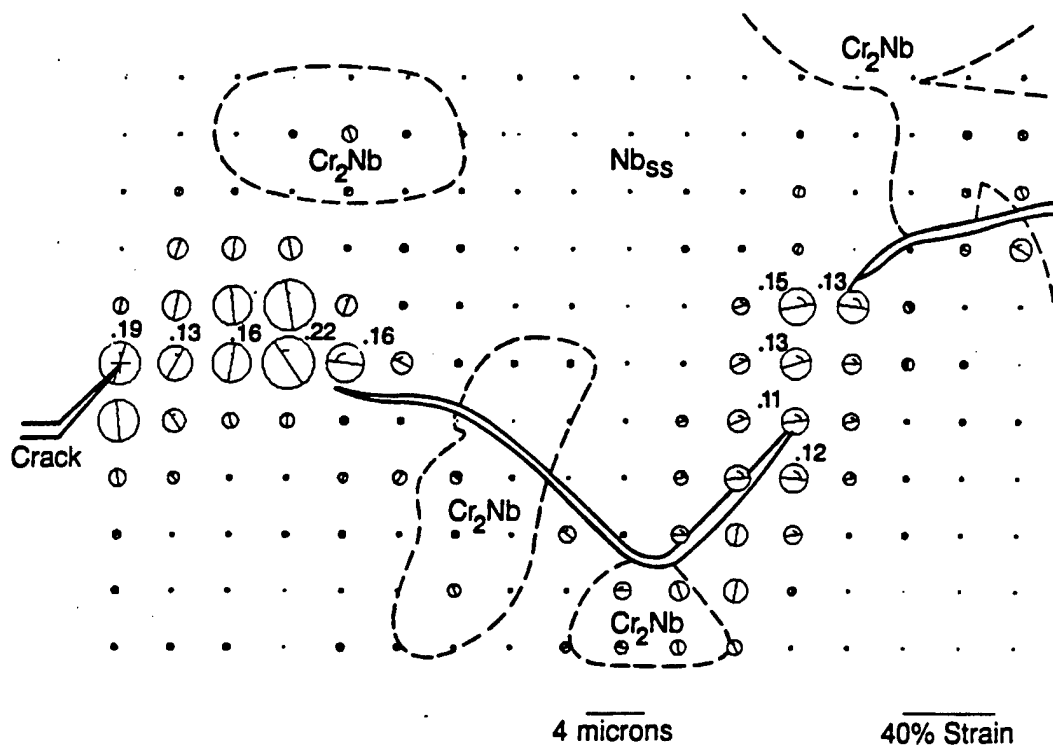 Cr2Nb
Cr2Nb
Nbss
.15 .13
.19 .13 .16 .22 .16
.13
.11
Crack
.12
Cr2Nb
Cr2Nb
4 microns
40% Strain